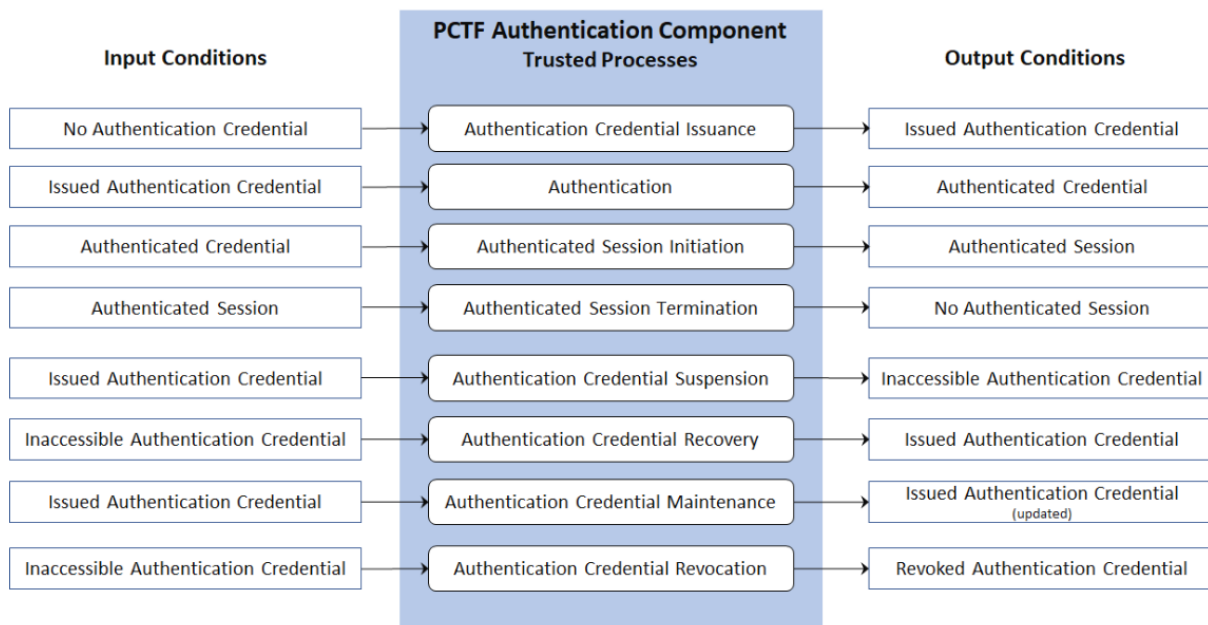 PCTF Authentication Component
Input Conditions
Trusted Processes
Output Conditions
No Authentication Credential
Authentication Credential Issuance
Issued Authentication Credential
Issued Authentication Credential
Authentication
Authenticated Credential
Authenticated Credential
Authenticated Session Initiation
Authenticated Session
Authenticated Session
Authenticated Session Termination
No Authenticated Session
Issued Authentication Credential
Authentication Credential Suspension
Inaccessible Authentication Credential
Inaccessible Authentication Credential
Authentication Credential Recovery
Issued Authentication Credential
Issued Authentication Credential
Authentication Credential Maintenance
Issued Authentication Credential
(updated)
Inaccessible Authentication Credential
Authentication Credential Revocation
Revoked Authentication Credential